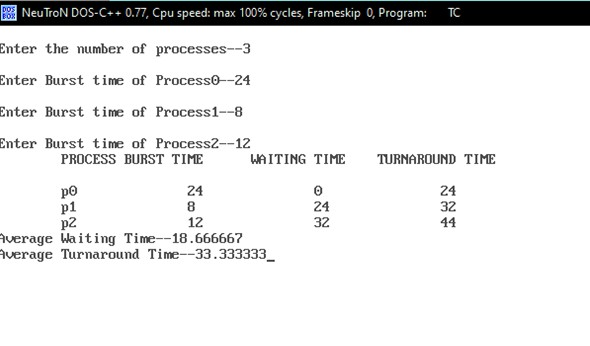 DOS BOX NeuTroN DOS-C++ 0.77, Cpu speed: max 100% cycles, Frameskip 0, Program: TC
Enter the number of processes--3
Enter Burst time of Process0--24
Enter Burst time of Process1--8
Enter Burst time of Process2--12
PROCESS BURST TIME WAITING TIME TURNAROUND TIME
p0 24 0 24
p1 8 24 32
p2 12 32 44
Average Waiting Time--18.666667
Average Turnaround Time--33.333333_